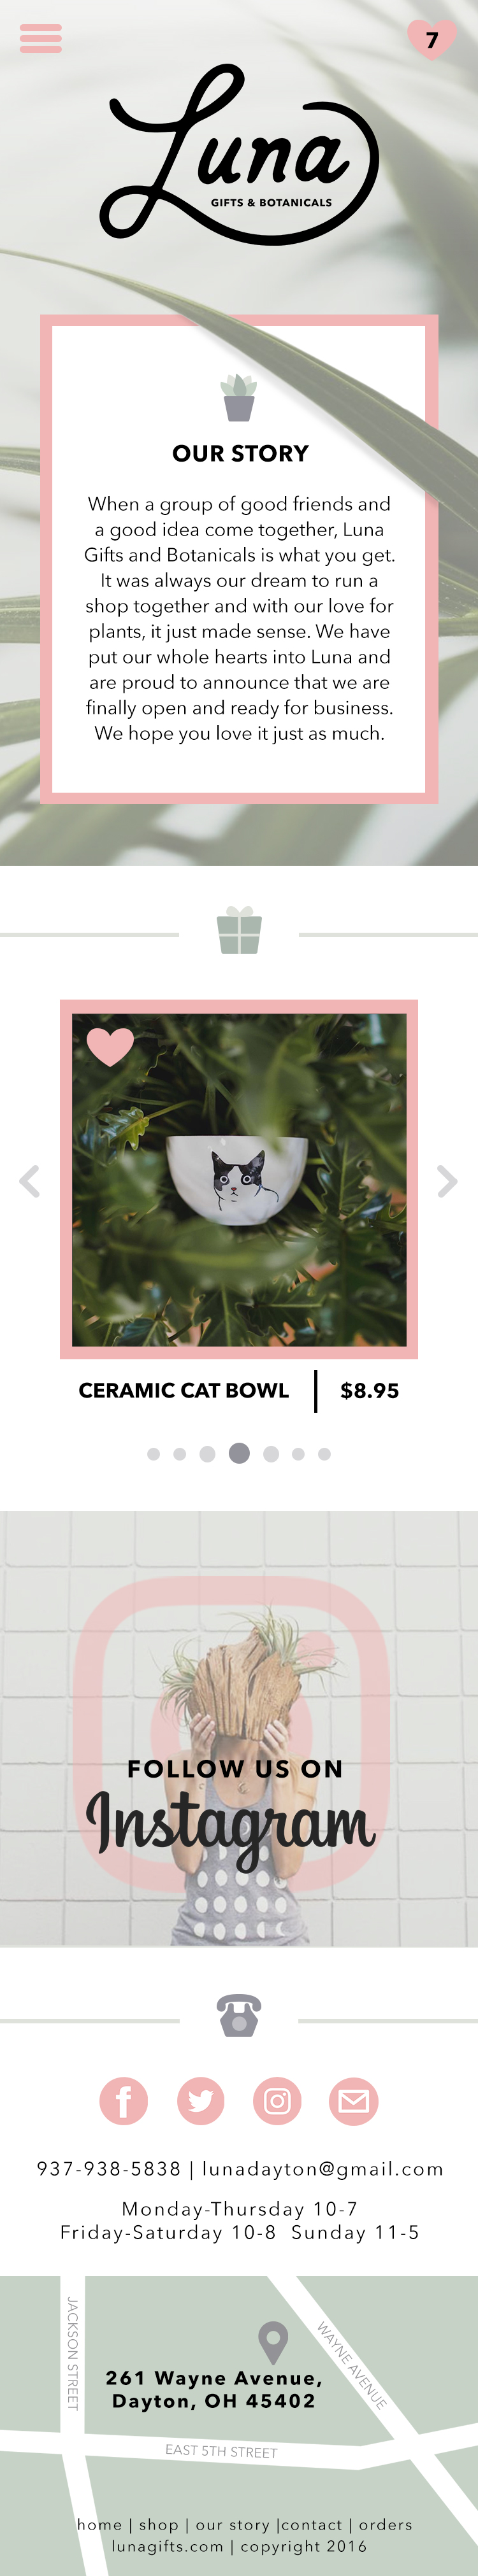 7
Luna
GIFTS & BOTANICALS
OUR STORY
When a group of good friends and
a good idea come together, Luna
Gifts and Botanicals is what you get.
It was always our dream to run a
shop together and with our love for
plants, it just made sense. We have
put our whole hearts into Luna and
are proud to announce that we are
finally open and ready for business.
We hope you love it just as much.
CERAMIC CAT BOWL | $8.95
FOLLOW US ON
Instagram
937-938-5838 | lunadayton@gmail.com
Monday-Thursday 10-7
Friday-Saturday 10-8 Sunday 11-5
JACKSON STREET
WAYNE AVENUE
261 Wayne Avenue,
Dayton, OH 45402
EAST 5TH STREET
home | shop | our story |contact | orders
lunagifts.com | copyright 2016